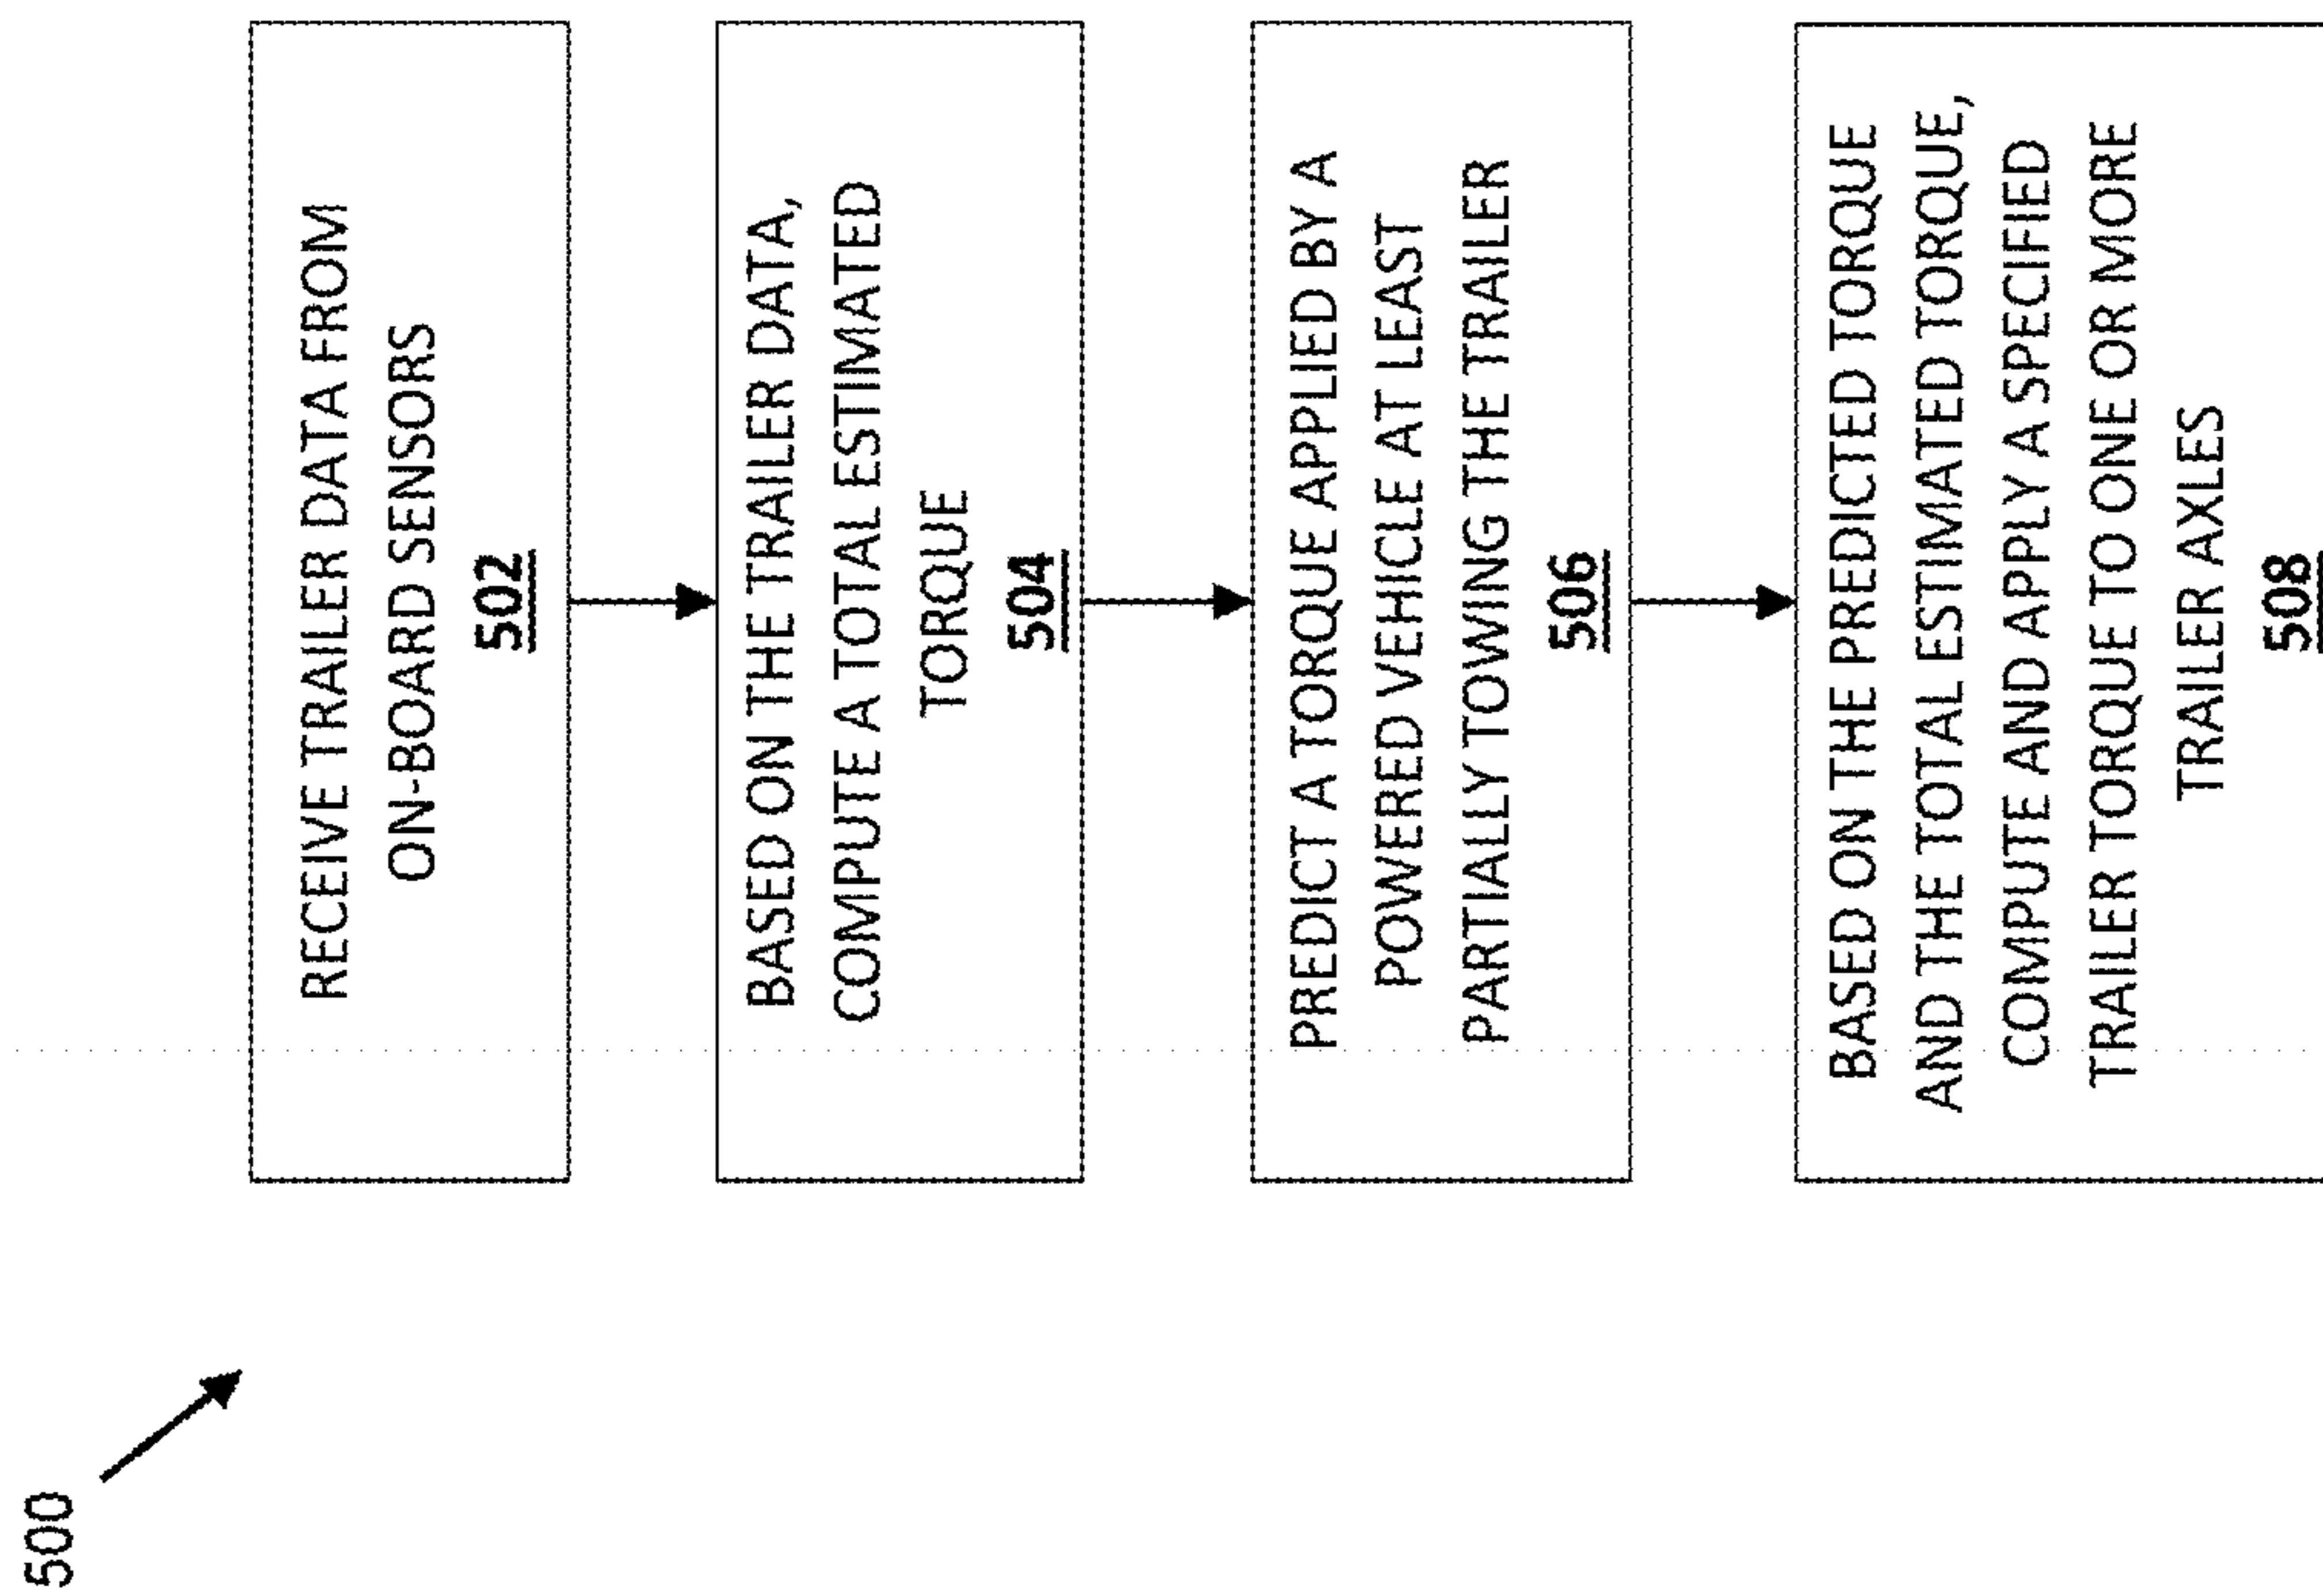 500
RECEIVE TRAILER DATA FROM
ON-BOARD SENSORS
502
BASED ON THE TRAILER DATA,
COMPUTE A TOTAL ESTIMATED
TORQUE
504
PREDICT A TORQUE APPLIED BY A
POWERED VEHICLE AT LEAST
PARTIALLY TOWING THE TRAILER
506
BASED ON THE PREDICTED TORQUE
AND THE TOTAL ESTIMATED TORQUE,
COMPUTE AND APPLY A SPECIFIED
TRAILER TORQUE TO ONE OR MORE
TRAILER AXLES
508